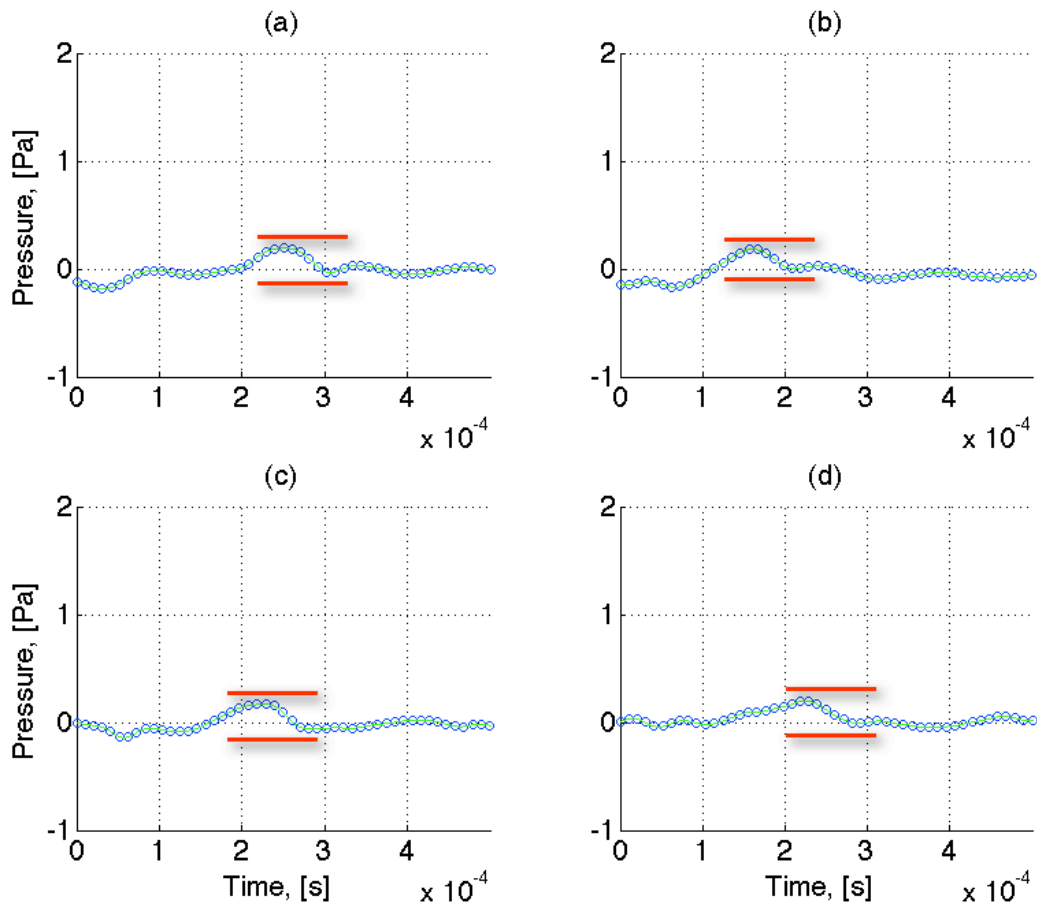 (a)
2
1
0
-1
Pressure, [Pa]
0 1 2 3 4
x 10^-4
(b)
2
1
0
-1
0 1 2 3 4
x 10^-4
(c)
2
1
0
-1
Pressure, [Pa]
0 1 2 3 4
Time, [s] x 10^-4
(d)
2
1
0
-1
0 1 2 3 4
Time, [s] x 10^-4